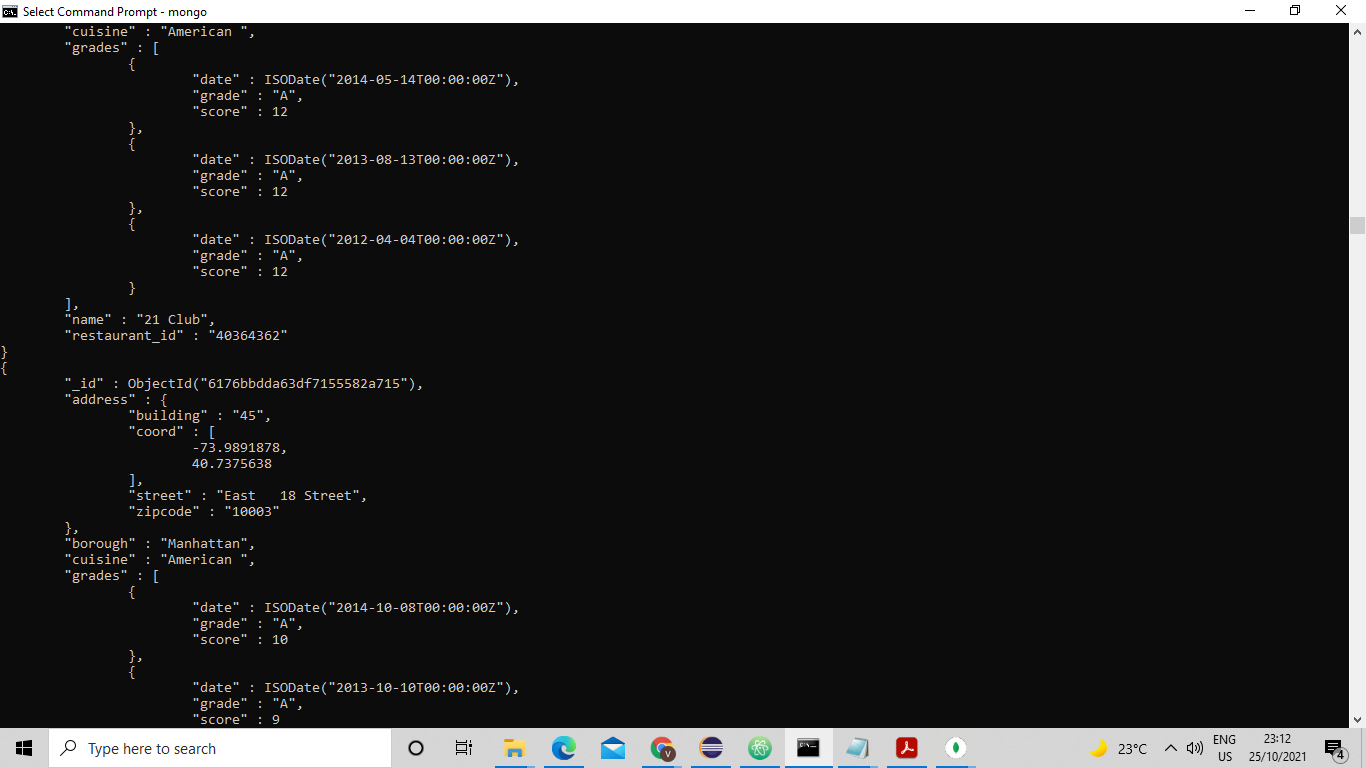 Select Command Prompt - mongo
"cuisine" : "American ",
"grades" : [
{
"date" : ISODate("2014-05-14T00:00:00Z"),
"grade" : "A",
"score" : 12
},
{
"date" : ISODate("2013-08-13T00:00:00Z"),
"grade" : "A",
"score" : 12
},
{
"date" : ISODate("2012-04-04T00:00:00Z"),
"grade" : "A",
"score" : 12
}
],
"name" : "21 Club",
"restaurant_id" : "40364362"
}
{
"_id" : ObjectId("6176bbdda63df7155582a715"),
"address" : {
"building" : "45",
"coord" : [
-73.9891878,
40.7375638
],
"street" : "East   18 Street",
"zipcode" : "10003"
},
"borough" : "Manhattan",
"cuisine" : "American ",
"grades" : [
{
"date" : ISODate("2014-10-08T00:00:00Z"),
"grade" : "A",
"score" : 10
},
{
"date" : ISODate("2013-10-10T00:00:00Z"),
"grade" : "A",
"score" : 9
Type here to search
V
23°C
ENG
US
23:12
25/10/2021
4